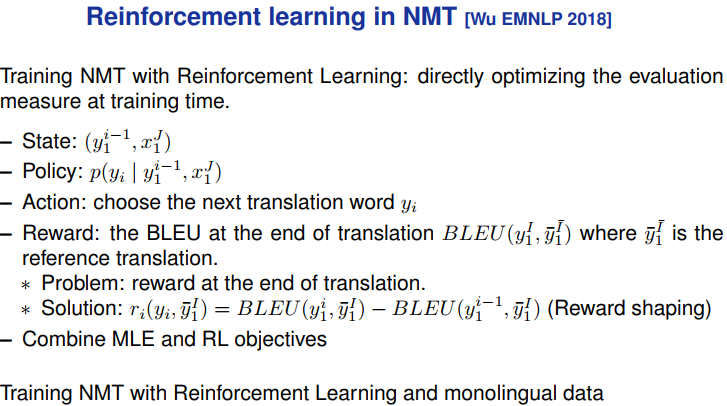 Reinforcement learning in NMT [Wu EMNLP 2018]
Training NMT with Reinforcement Learning: directly optimizing the evaluation
measure at training time.
– State: $(y_1^{i-1}, x_1^J)$
– Policy: $p(y_i \mid y_1^{i-1}, x_1^J)$
– Action: choose the next translation word $y_i$
– Reward: the BLEU at the end of translation $BLEU(y_1^I, \bar{y}_1^{\bar{I}})$ where $\bar{y}_1^{\bar{I}}$ is the
reference translation.
∗ Problem: reward at the end of translation.
∗ Solution: $r_i(y_i, \bar{y}_1^I) = BLEU(y_1^i, \bar{y}_1^I) - BLEU(y_1^{i-1}, \bar{y}_1^I)$ (Reward shaping)
– Combine MLE and RL objectives
Training NMT with Reinforcement Learning and monolingual data